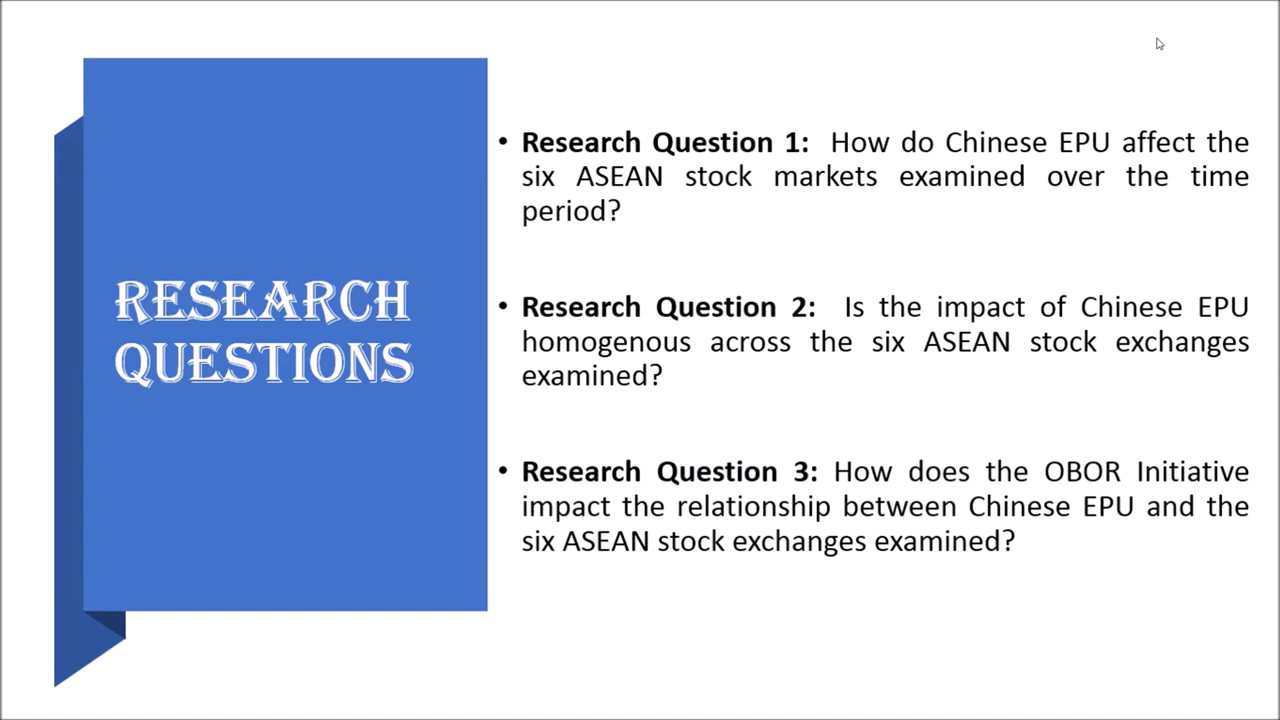 RESEARCH
QUESTIONS
• Research Question 1: How do Chinese EPU affect the
six ASEAN stock markets examined over the time
period?
• Research Question 2: Is the impact of Chinese EPU
homogenous across the six ASEAN stock exchanges
examined?
• Research Question 3: How does the OBOR Initiative
impact the relationship between Chinese EPU and the
six ASEAN stock exchanges examined?